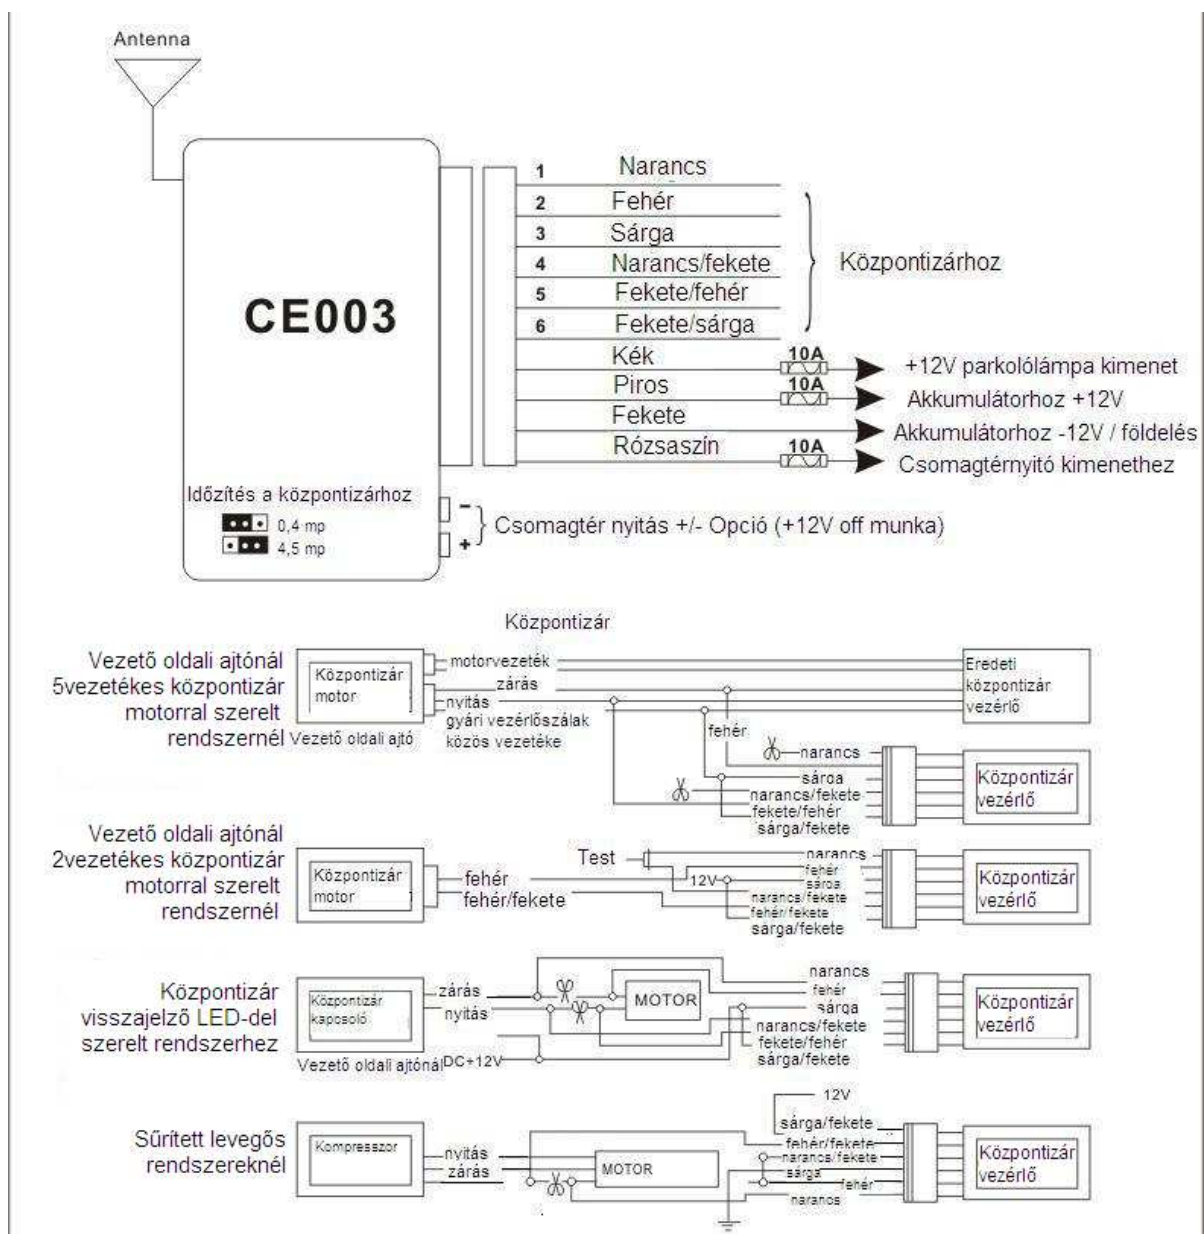 Antenna
1 Narancs
2 Fehér
3 Sárga
4 Narancs/fekete
5 Fekete/fehér
6 Fekete/sárga
Központizárhoz
CE003
Kék 10A +12V parkolólámpa kimenet
Piros 10A Akkumulátorhoz +12V
Fekete Akkumulátorhoz -12V / földelés
Rózsaszín 10A Csomagtérnyitó kimenethez
Időzítés a központizárhoz
0,4 mp
4,5 mp
-
+
Csomagtér nyitás +/- Opció (+12V off munka)
Központizár
Vezető oldali ajtónál
5vezetékes központizár
motorral szerelt
rendszernél
Központizár
motor
Vezető oldali ajtó
motorvezeték
zárás
nyitás
gyári vezérlőszálak
közös vezetéke
Eredeti
központizár
vezérlő
fehér
narancs
sárga
narancs/fekete
fekete/fehér
sárga/fekete
Központizár
vezérlő
Vezető oldali ajtónál
2vezetékes központizár
motorral szerelt
rendszernél
Központizár
motor
fehér
fehér/fekete
Test
12V
narancs
fehér
sárga
narancs/fekete
fehér/fekete
sárga/fekete
Központizár
vezérlő
Központizár
visszajelző LED-del
szerelt rendszerhez
Központizár
kapcsoló
Vezető oldali ajtónál
zárás
nyitás
DC+12V
MOTOR
narancs
fehér
sárga
narancs/fekete
fekete/fehér
sárga/fekete
Központizár
vezérlő
Sűrített levegős
rendszereknél
Kompresszor
nyitás
zárás
MOTOR
12V
sárga/fekete
fehér/fekete
narancs/fekete
sárga
fehér
narancs
Központizár
vezérlő